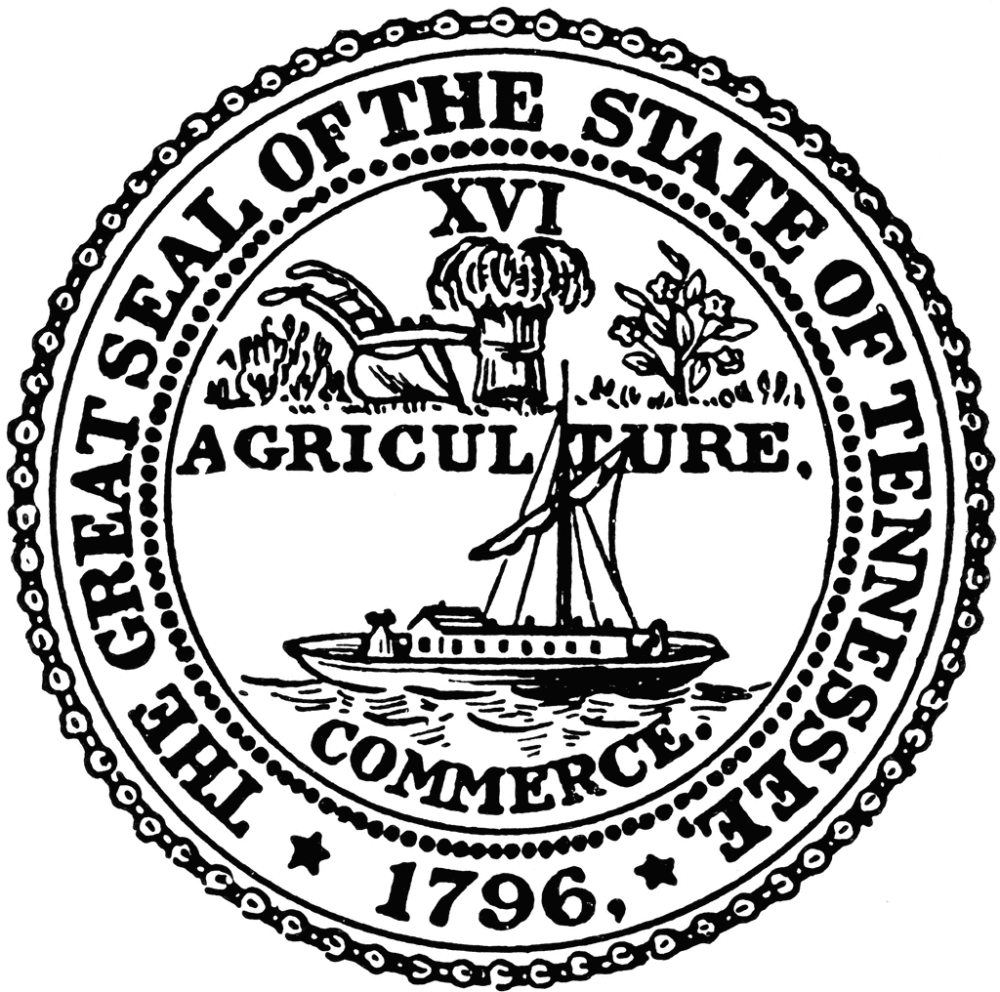 THE GREAT SEAL OF THE STATE OF TENNESSEE,
XVI
AGRICULTURE,
COMMERCE.
1796,